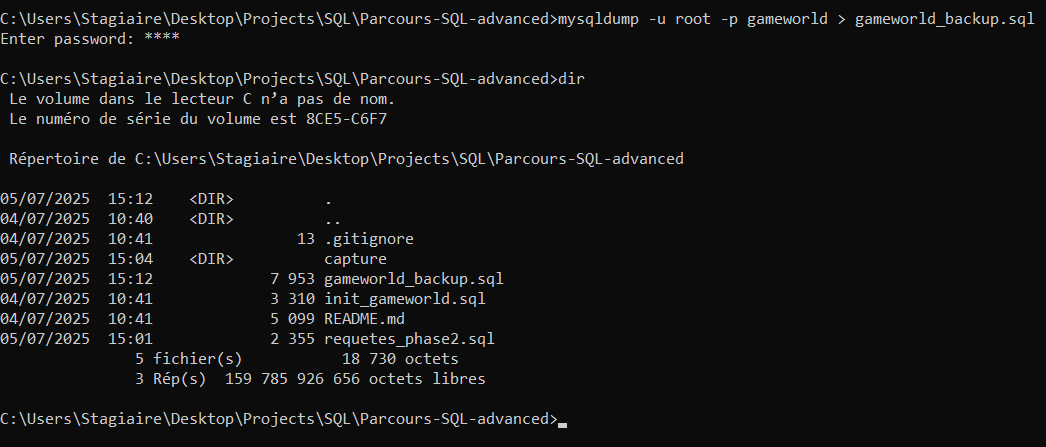 C:\Users\Stagiaire\Desktop\Projects\SQL\Parcours-SQL-advanced>mysqldump -u root -p gameworld > gameworld_backup.sql
Enter password: ****
C:\Users\Stagiaire\Desktop\Projects\SQL\Parcours-SQL-advanced>dir
 Le volume dans le lecteur C n’a pas de nom.
 Le numéro de série du volume est 8CE5-C6F7
 Répertoire de C:\Users\Stagiaire\Desktop\Projects\SQL\Parcours-SQL-advanced
05/07/2025  15:12    <DIR>          .
04/07/2025  10:40    <DIR>          ..
04/07/2025  10:41                13 .gitignore
05/07/2025  15:04    <DIR>          capture
05/07/2025  15:12             7 953 gameworld_backup.sql
04/07/2025  10:41             3 310 init_gameworld.sql
04/07/2025  10:41             5 099 README.md
05/07/2025  15:01             2 355 requetes_phase2.sql
               5 fichier(s)           18 730 octets
               3 Rép(s)  159 785 926 656 octets libres
C:\Users\Stagiaire\Desktop\Projects\SQL\Parcours-SQL-advanced>